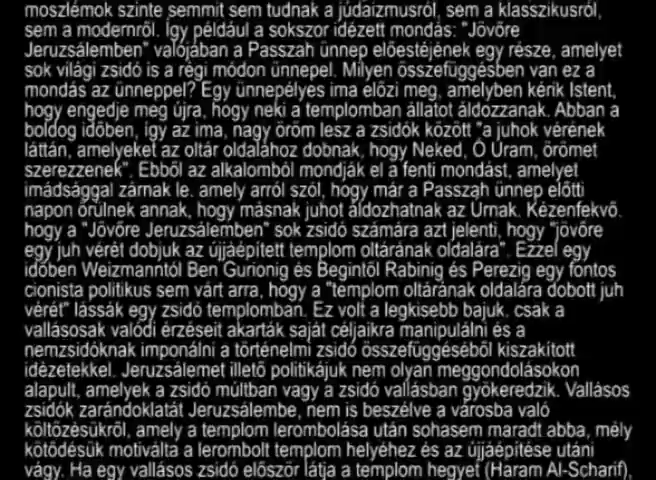 moszlémok szinte semmit sem tudnak a júdaizmusról, sem a klasszikusról,
sem a modernről. Így például a sokszor idézett mondás: "Jövőre
Jeruzsálemben" valójában a Passzah ünnep előestéjének egy része, amelyet
sok világi zsidó is a régi módon ünnepel. Milyen összefüggésben van ez a
mondás az ünneppel? Egy ünnepélyes ima előzi meg, amelyben kérik Istent,
hogy engedje meg újra, hogy neki a templomban állatot áldózzanak. Abban a
boldog időben, így az ima, nagy öröm lesz a zsidók között "a juhok vérének
láttán, amelyeket az oltár oldalához dobnak, hogy Neked, Ó Uram, örömet
szerezzenek". Ebből az alkalomból mondják el a fenti mondást, amelyet
imádsággal zárnak le. amely arról szól, hogy már a Passzah ünnep előtti
napon örülnek annak, hogy másnak juhot áldozhatnak az Úrnak. Kézenfekvő.
hogy a "Jövőre Jeruzsálemben" sok zsidó számára azt jelenti, hogy "jövőre
egy juh vérét dobjuk az újjáépített templom oltárának oldalára". Ezzel egy
időben Weizmanntól Ben Gurionig és Begintől Rabinig és Perezig egy fontos
cionista politikus sem várt arra, hogy a "templom oltárának oldalára dobott juh
vérét" lássák egy zsidó templomban. Ez volt a legkisebb bajuk. csak a
vallásosak valódi érzéseit akarták saját céljaikra manipulálni és a
nemzsidóknak imponálni a történelmi zsidó összefüggéséből kiszakított
idézetekkel. Jeruzsálemet illető politikájuk nem olyan meggondolásokon
alapult, amelyek a zsidó múltban vagy a zsidó vallásban gyökeredzik. Vallásos
zsidók zarándoklatát Jeruzsálembe, nem is beszélve a városba való
költözésükről, amely a templom lerombolása után sohasem maradt abba, mély
kötődésük motiválta a lerombolt templom helyéhez és az újjáépítése utáni
vágy. Ha egy vallásos zsidó először látja a templom hegyet (Haram Al-Scharif),